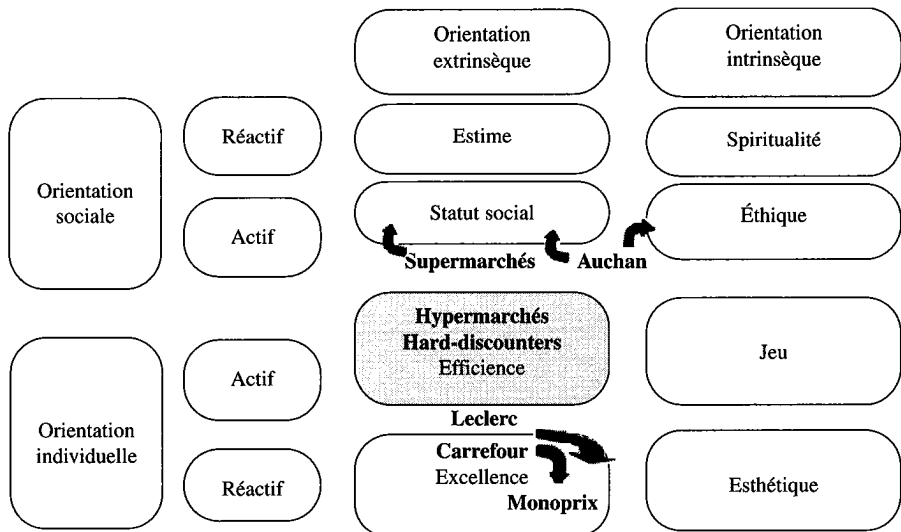 Orientation
extrinsèque
Orientation
intrinsèque
Orientation
sociale
Réactif
Estime
Spiritualité
Actif
Statut social
Éthique
Supermarchés
Auchan
Orientation
individuelle
Actif
Hypermarchés
Hard-discounters
Efficience
Jeu
Leclerc
Réactif
Carrefour
Excellence
Monoprix
Esthétique